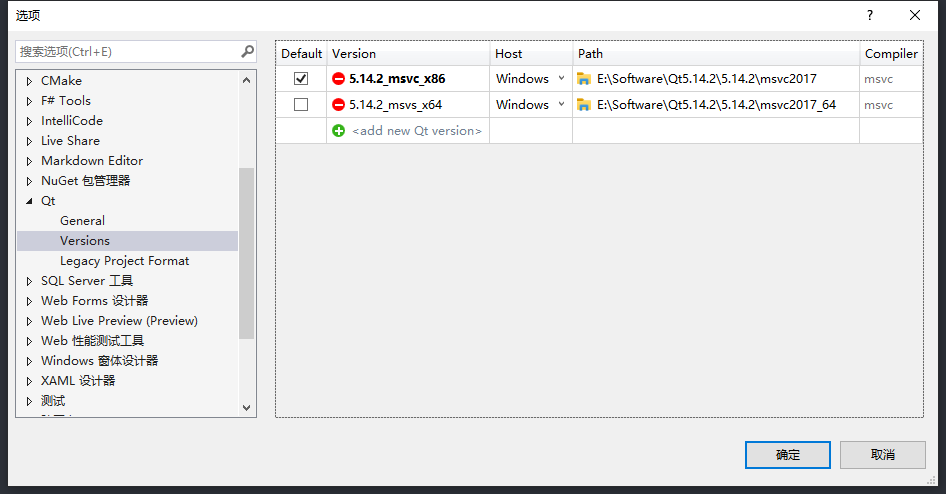 选项
?
搜索选项(Ctrl+E)
CMake
F# Tools
IntelliCode
Live Share
Markdown Editor
NuGet 包管理器
Qt
General
Versions
Legacy Project Format
SQL Server 工具
Web Forms 设计器
Web Live Preview (Preview)
Web 性能测试工具
Windows 窗体设计器
XAML 设计器
测试
Default Version Host Path Compiler
5.14.2_msvc_x86 Windows E:\Software\Qt5.14.2\5.14.2\msvc2017 msvc
5.14.2_msvs_x64 Windows E:\Software\Qt5.14.2\5.14.2\msvc2017_64 msvc
<add new Qt version>
确定 取消